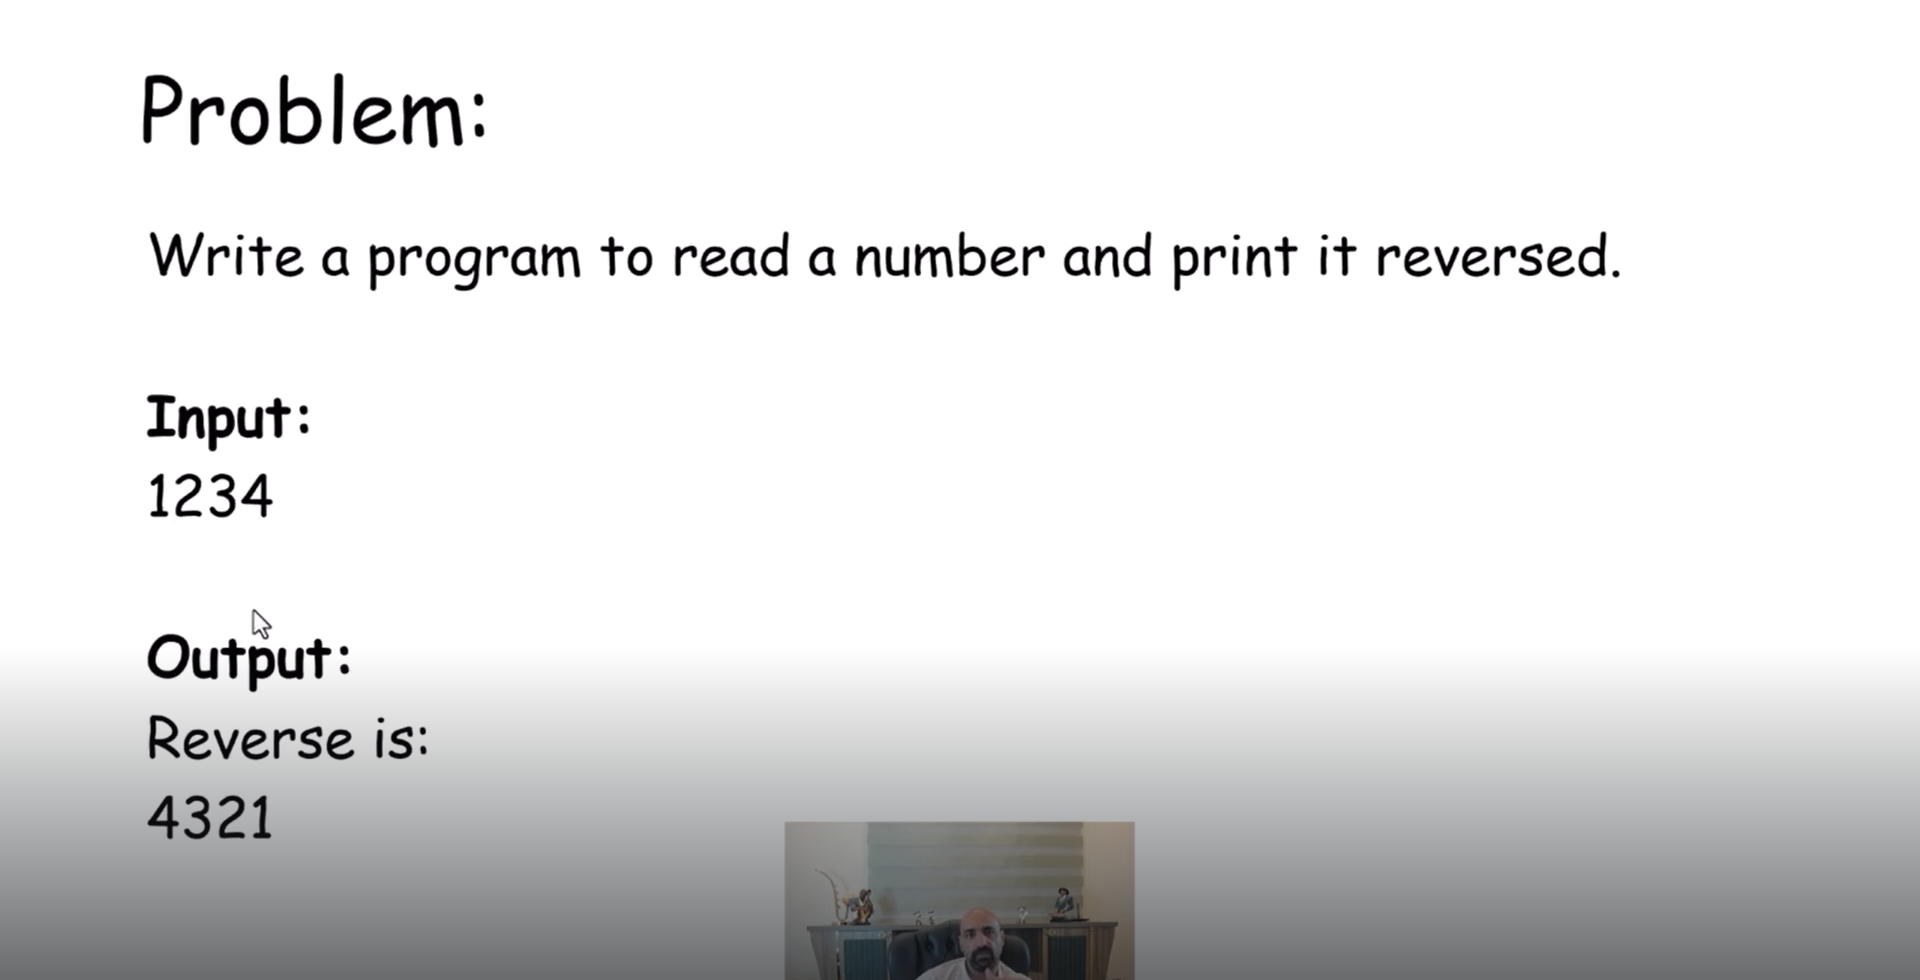 Problem:
Write a program to read a number and print it reversed.
Input:
1234
Output:
Reverse is:
4321